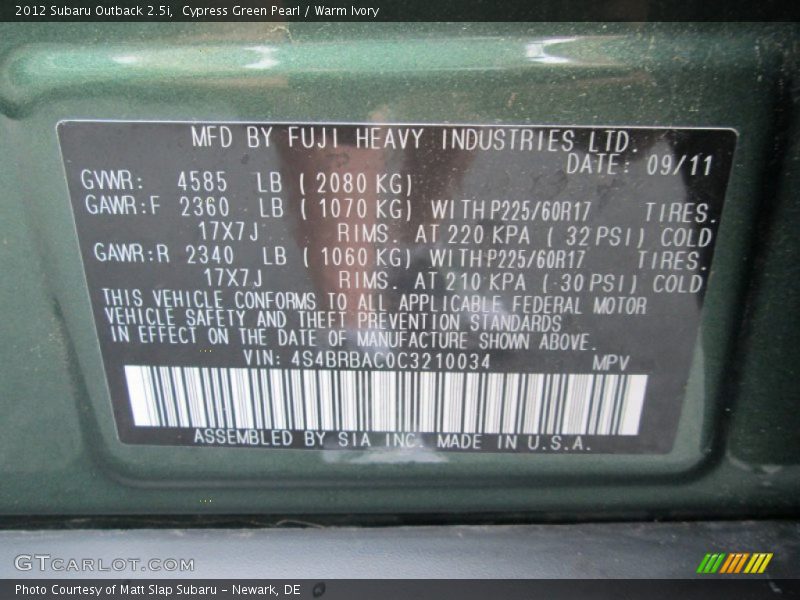 2012 Subaru Outback 2.5i, Cypress Green Pearl / Warm Ivory
MFD BY FUJI HEAVY INDUSTRIES LTD.
DATE: 09/11
GVWR: 4585 LB ( 2080 KG)
GAWR:F 2360 LB ( 1070 KG) WITH P225/60R17 TIRES.
17X7J RIMS. AT 220 KPA ( 32 PSI) COLD
GAWR:R 2340 LB ( 1060 KG) WITH P225/60R17 TIRES.
17X7J RIMS. AT 210 KPA ( 30 PSI) COLD
THIS VEHICLE CONFORMS TO ALL APPLICABLE FEDERAL MOTOR
VEHICLE SAFETY AND THEFT PREVENTION STANDARDS
IN EFFECT ON THE DATE OF MANUFACTURE SHOWN ABOVE.
VIN: 4S4BRBAC0C3210034 MPV
ASSEMBLED BY SIA INC. MADE IN U.S.A.
GTCARLOT.COM
Photo Courtesy of Matt Slap Subaru – Newark, DE